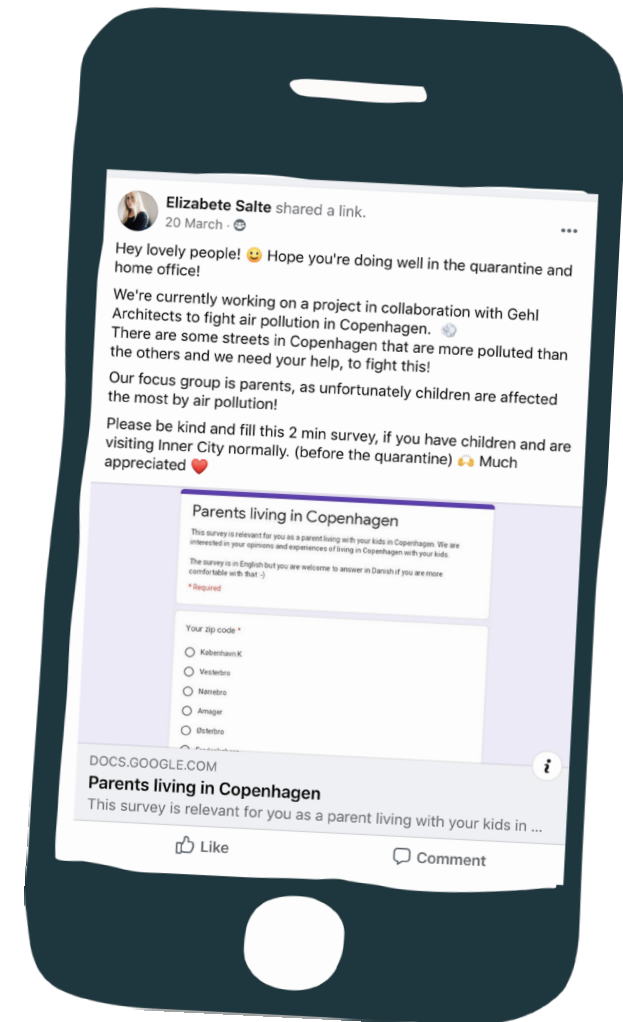 Elizabete Salte shared a link.
20 March ·
Hey lovely people! 😀 Hope you're doing well in the quarantine and
home office!
We're currently working on a project in collaboration with Gehl
Architects to fight air pollution in Copenhagen. 💨
There are some streets in Copenhagen that are more polluted than
the others and we need your help, to fight this!
Our focus group is parents, as unfortunately children are affected
the most by air pollution!
Please be kind and fill this 2 min survey, if you have children and are
visiting Inner City normally. (before the quarantine) 🙌 Much
appreciated ❤️
Parents living in Copenhagen
This survey is relevant for you as a parent living with your kids in Copenhagen. We are
interested in your opinions and experiences of living in Copenhagen with your kids.
The survey is in English but you are welcome to answer in Danish if you are more
comfortable with that :-)
* Required
Your zip code *
København K
Vesterbro
Nørrebro
Amager
Østerbro
DOCS.GOOGLE.COM
Parents living in Copenhagen
This survey is relevant for you as a parent living with your kids in ...
Like
Comment